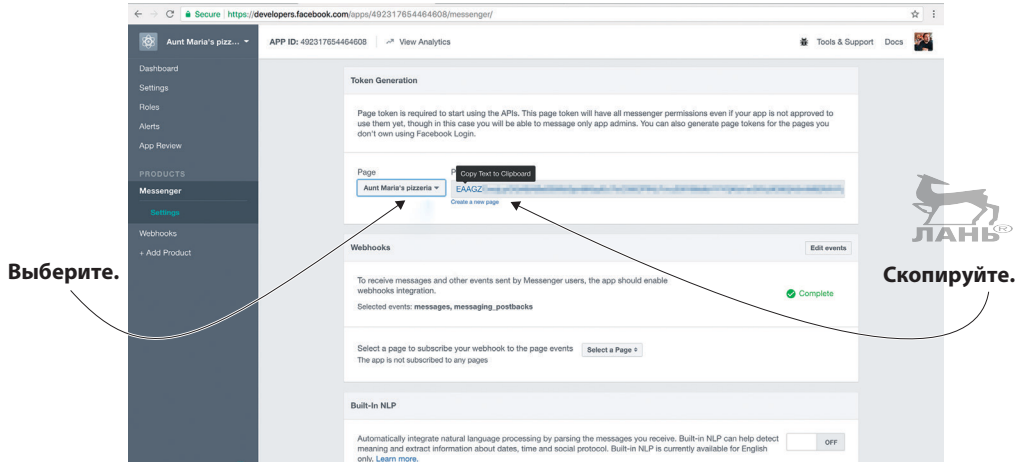 Secure https://developers.facebook.com/apps/492317654464608/messenger/
Aunt Maria's pizz...
APP ID: 492317654464608
View Analytics
Tools & Support
Docs
Dashboard
Settings
Roles
Alerts
App Review
PRODUCTS
Messenger
Settings
Webhooks
+ Add Product
Token Generation
Page token is required to start using the APIs. This page token will have all messenger permissions even if your app is not approved to
use them yet, though in this case you will be able to message only app admins. You can also generate page tokens for the pages you
don't own using Facebook Login.
Page
P
Copy Text to Clipboard
Aunt Maria's pizzeria
EAAGZ
Create a new page
Выберите.
Скопируйте.
ЛАНЬ®
Webhooks
Edit events
To receive messages and other events sent by Messenger users, the app should enable
webhooks integration.
Complete
Selected events: messages, messaging_postbacks
Select a page to subscribe your webhook to the page events
Select a Page
The app is not subscribed to any pages
Built-In NLP
Automatically integrate natural language processing by parsing the messages you receive. Built-in NLP can help detect
meaning and extract information about dates, time and social protocol. Built-in NLP is currently available for English
only. Learn more.
OFF